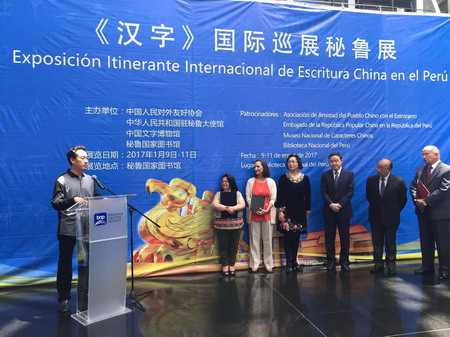 《汉字》国际巡展秘鲁展
Exposición Itinerante Internacional de Escritura China en el Perú
主办单位：中国人民对外友好协会
中华人民共和国驻秘鲁大使馆
中国文字博物馆
秘鲁国家图书馆
展览日期：2017年1月9日-11日
展览地点：秘鲁国家图书馆
Patrocinadores: Asociación de Amistad del Pueblo Chino con el Extranjero
Embajada de la República Popular China en la República del Perú
Museo Nacional de Caracteres Chinos
Biblioteca Nacional del Perú
Fecha: 9-11 de enero de 2017
Lugar: Biblioteca Nacional del Perú
bnp